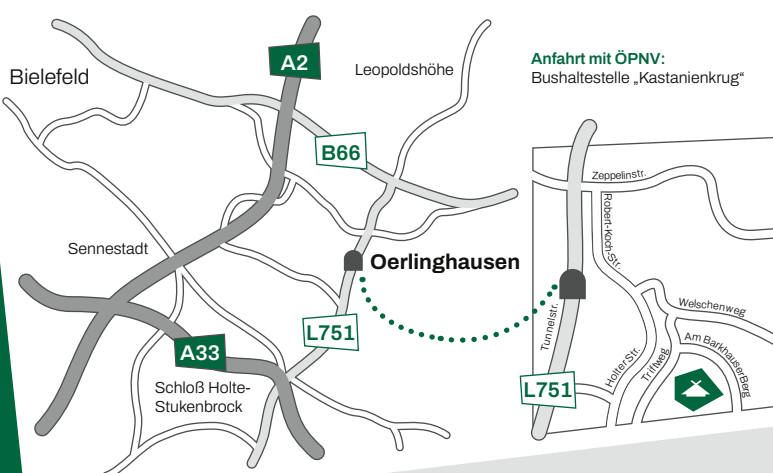 Bielefeld
A2
Leopoldshöhe
B66
Sennestadt
Oerlinghausen
L751
A33
Schloß Holte-
Stukenbrock
Anfahrt mit ÖPNV:
Bushaltestelle „Kastanienkrug“
Zeppelinstr.
Robert-Koch-Str.
Tunnelstr.
Welschenweg
Am Barkhauser Berg
Holter Str.
Triftweg
L751